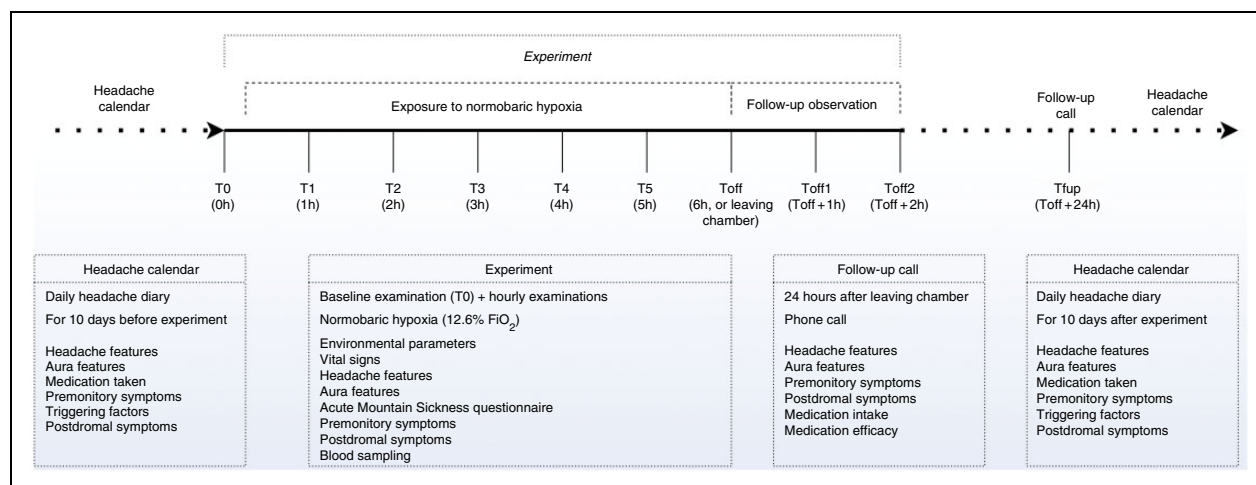 Experiment
Headache
calendar
Exposure to normobaric hypoxia
Follow-up observation
Follow-up
call
Headache
calendar
T0
(0h)
T1
(1h)
T2
(2h)
T3
(3h)
T4
(4h)
T5
(5h)
Toff
(6h, or leaving
chamber)
Toff1
(Toff + 1h)
Toff2
(Toff + 2h)
Tfup
(Toff + 24h)
Headache calendar
Daily headache diary
For 10 days before experiment
Headache features
Aura features
Medication taken
Premonitory symptoms
Triggering factors
Postdromal symptoms
Experiment
Baseline examination (T0) + hourly examinations
Normobaric hypoxia (12.6% FiO2)
Environmental parameters
Vital signs
Headache features
Aura features
Acute Mountain Sickness questionnaire
Premonitory symptoms
Postdromal symptoms
Blood sampling
Follow-up call
24 hours after leaving chamber
Phone call
Headache features
Aura features
Premonitory symptoms
Postdromal symptoms
Medication intake
Medication efficacy
Headache calendar
Daily headache diary
For 10 days after experiment
Headache features
Aura features
Medication taken
Premonitory symptoms
Triggering factors
Postdromal symptoms